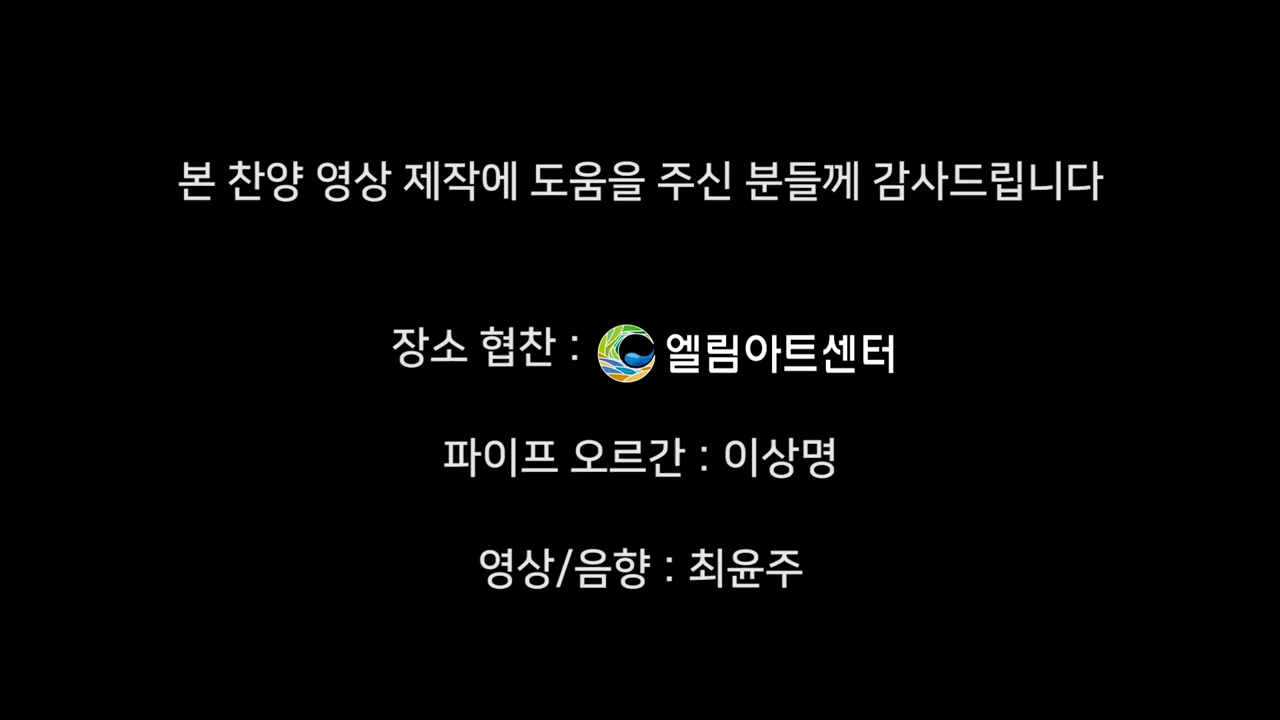 본 찬양 영상 제작에 도움을 주신 분들께 감사드립니다
장소 협찬 : 엘림아트센터
파이프 오르간 : 이상명
영상/음향 : 최윤주